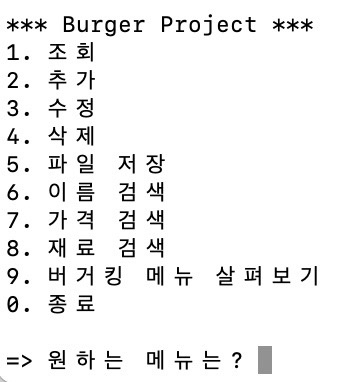 *** Burger Project ***
1. 조회
2. 추가
3. 수정
4. 삭제
5. 파일 저장
6. 이름 검색
7. 가격 검색
8. 재료 검색
9. 버거킹 메뉴 살펴보기
0. 종료
=> 원하는 메뉴는?